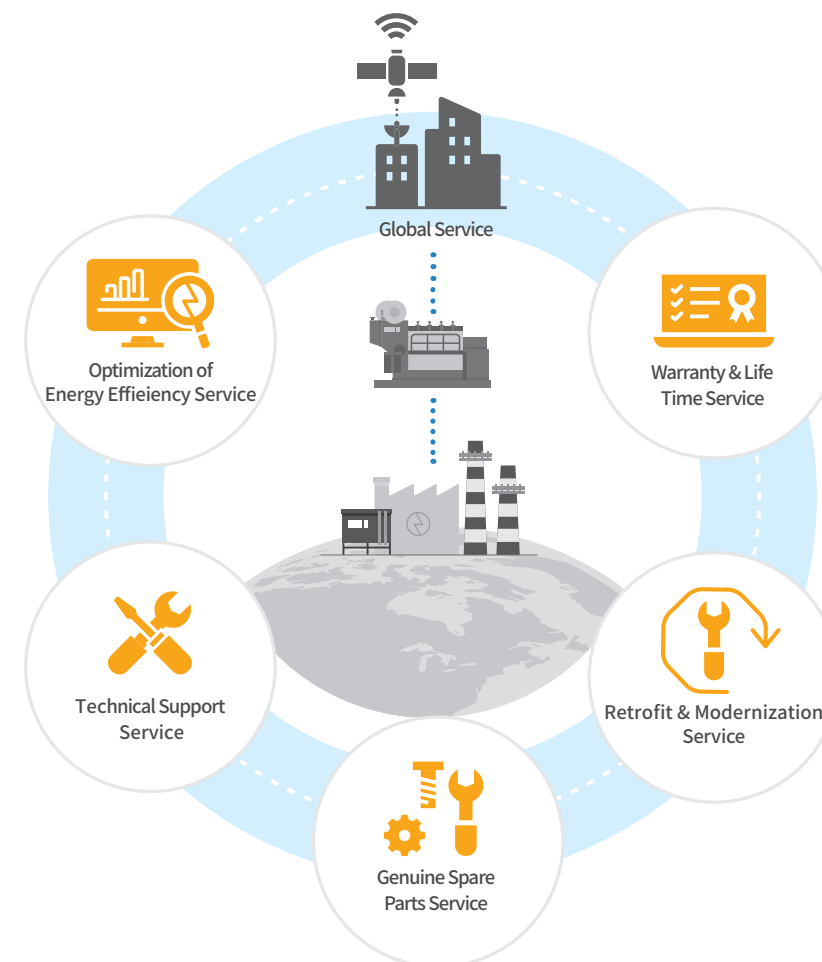 Global Service
Optimization of
Energy Effieiency Service
Warranty & Life
Time Service
Technical Support
Service
Retrofit & Modernization
Service
Genuine Spare
Parts Service